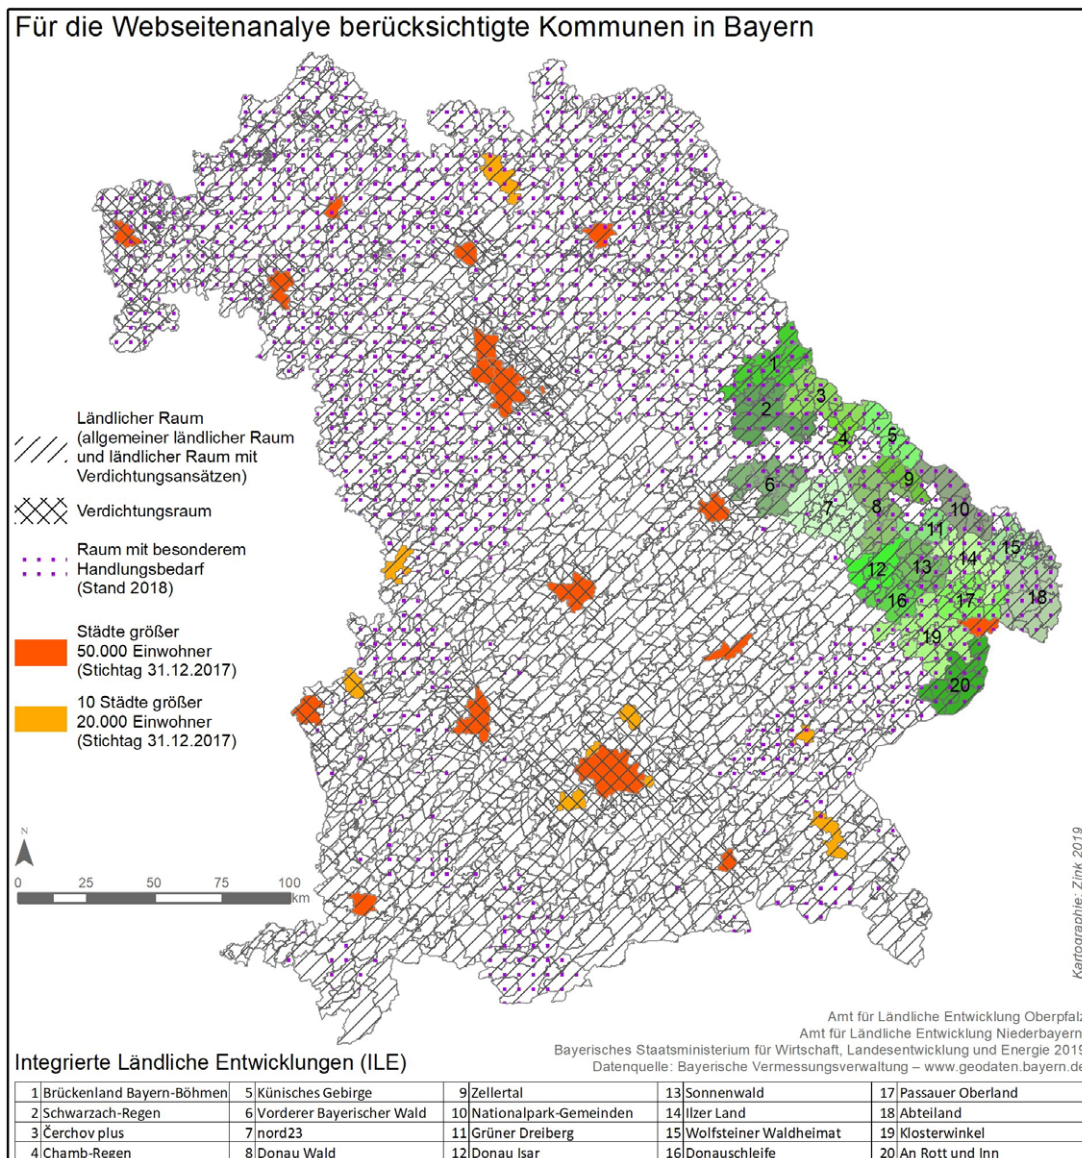 Für die Webseitenanalye berücksichtigte Kommunen in Bayern
Ländlicher Raum
(allgemeiner ländlicher Raum
und ländlicher Raum mit
Verdichtungsansätzen)
Verdichtungsraum
Raum mit besonderem
Handlungsbedarf
(Stand 2018)
Städte größer
50.000 Einwohner
(Stichtag 31.12.2017)
10 Städte größer
20.000 Einwohner
(Stichtag 31.12.2017)
1
2
3
4
5
6
7
8
9
10
11
12
13
14
15
16
17
18
19
20
N
0 25 50 75 100
km
Kartographie: Zink 2019
Amt für Ländliche Entwicklung Oberpfalz
Amt für Ländliche Entwicklung Niederbayern
Bayerisches Staatsministerium für Wirtschaft, Landesentwicklung und Energie 2019
Datenquelle: Bayerische Vermessungsverwaltung – www.geodaten.bayern.de
Integrierte Ländliche Entwicklungen (ILE)
1 Brückenland Bayern-Böhmen 5 Künisches Gebirge 9 Zellertal 13 Sonnenwald 17 Passauer Oberland
2 Schwarzach-Regen 6 Vorderer Bayerischer Wald 10 Nationalpark-Gemeinden 14 Ilzer Land 18 Abteiland
3 Čerchov plus 7 nord23 11 Grüner Dreiberg 15 Wolfsteiner Waldheimat 19 Klosterwinkel
4 Chamb-Regen 8 Donau Wald 12 Donau Isar 16 Donauschleife 20 An Rott und Inn